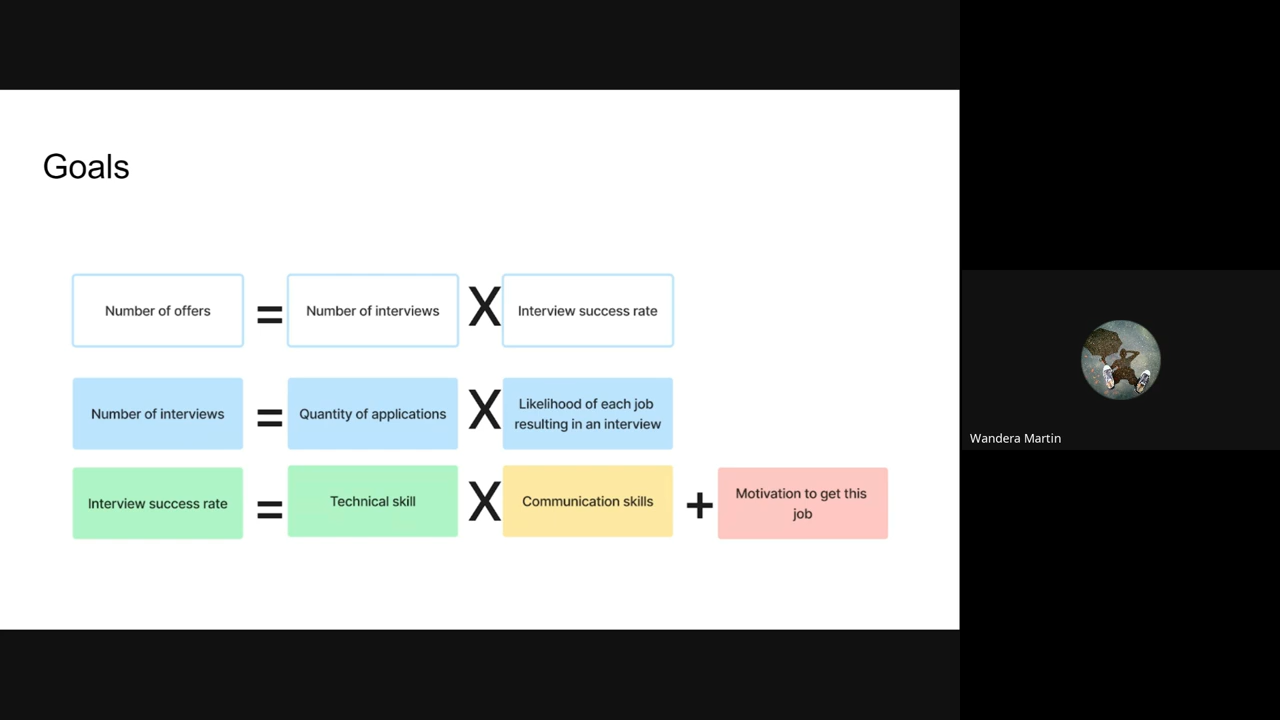 Goals
Number of offers = Number of interviews X Interview success rate
Number of interviews = Quantity of applications X Likelihood of each job
resulting in an interview
Interview success rate = Technical skill X Communication skills + Motivation to get this
job
Wandera Martin